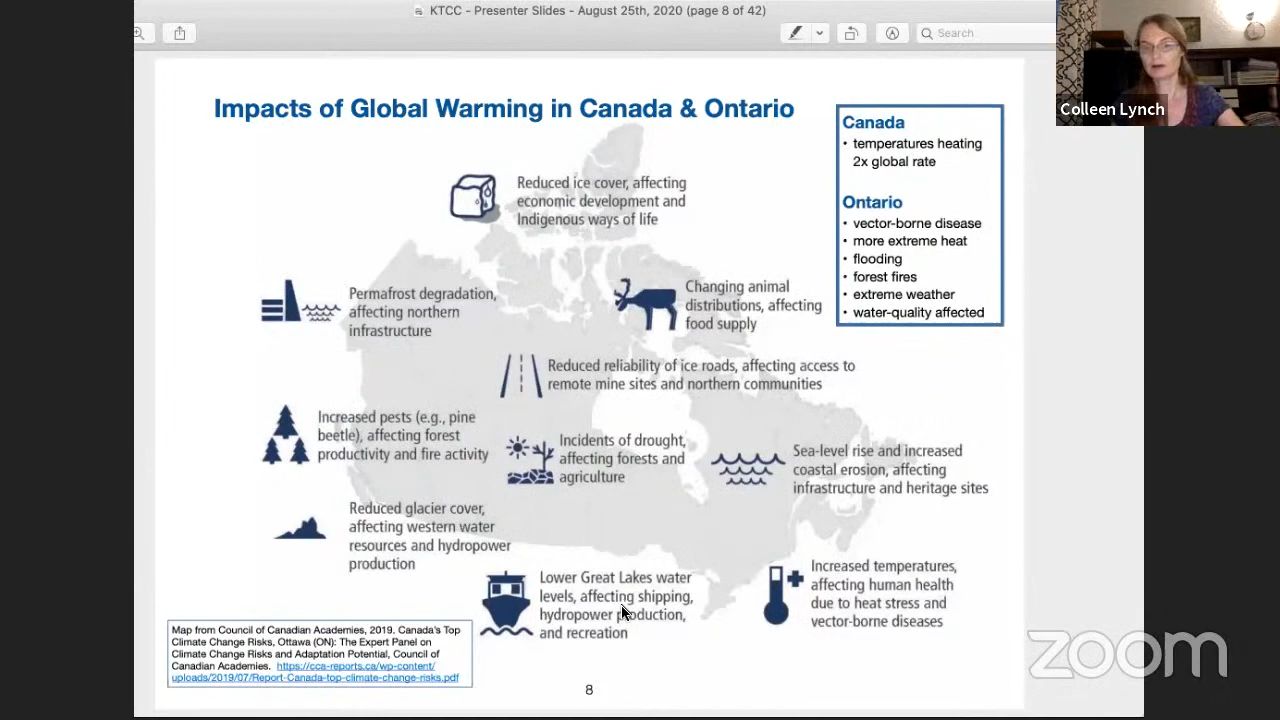 KTCC - Presenter Slides - August 25th, 2020 (page 8 of 42)
Search
Colleen Lynch
Impacts of Global Warming in Canada & Ontario
Canada
• temperatures heating
2x global rate
Ontario
• vector-borne disease
• more extreme heat
• flooding
• forest fires
• extreme weather
• water-quality affected
Reduced ice cover, affecting
economic development and
Indigenous ways of life
Permafrost degradation,
affecting northern
infrastructure
Changing animal
distributions, affecting
food supply
Reduced reliability of ice roads, affecting access to
remote mine sites and northern communities
Increased pests (e.g., pine
beetle), affecting forest
productivity and fire activity
Incidents of drought,
affecting forests and
agriculture
Sea-level rise and increased
coastal erosion, affecting
infrastructure and heritage sites
Reduced glacier cover,
affecting western water
resources and hydropower
production
Lower Great Lakes water
levels, affecting shipping,
hydropower production,
and recreation
Increased temperatures,
affecting human health
due to heat stress and
vector-borne diseases
Map from Council of Canadian Academies, 2019. Canada's Top
Climate Change Risks, Ottawa (ON): The Expert Panel on
Climate Change Risks and Adaptation Potential, Council of
Canadian Academies. https://cca-reports.ca/wp-content/
uploads/2019/07/Report-Canada-top-climate-change-risks.pdf
8
zoom